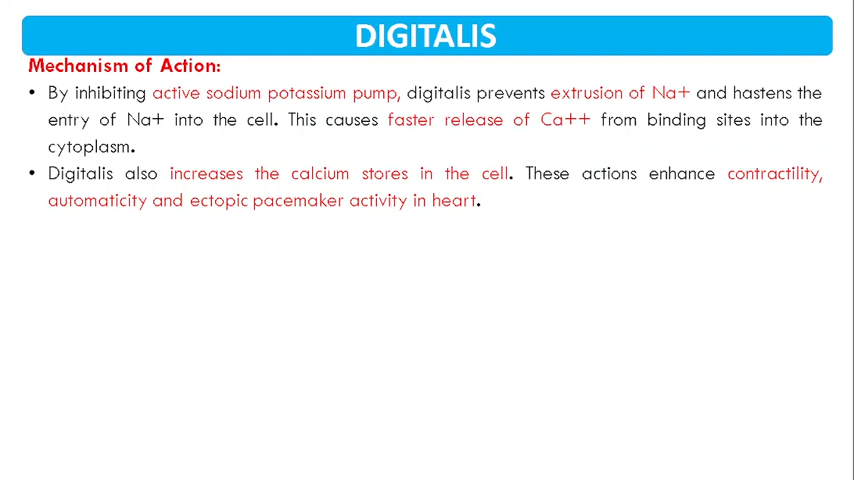 DIGITALIS
Mechanism of Action:
• By inhibiting active sodium potassium pump, digitalis prevents extrusion of Na+ and hastens the
entry of Na+ into the cell. This causes faster release of Ca++ from binding sites into the
cytoplasm.
• Digitalis also increases the calcium stores in the cell. These actions enhance contractility,
automaticity and ectopic pacemaker activity in heart.